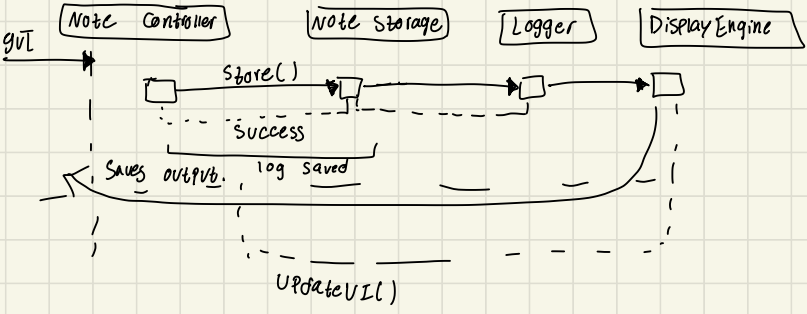 Note Controller
Note Storage
Logger
Display Engine
gUI
Store()
Success
log saved
Saves output.
UpdateUI()